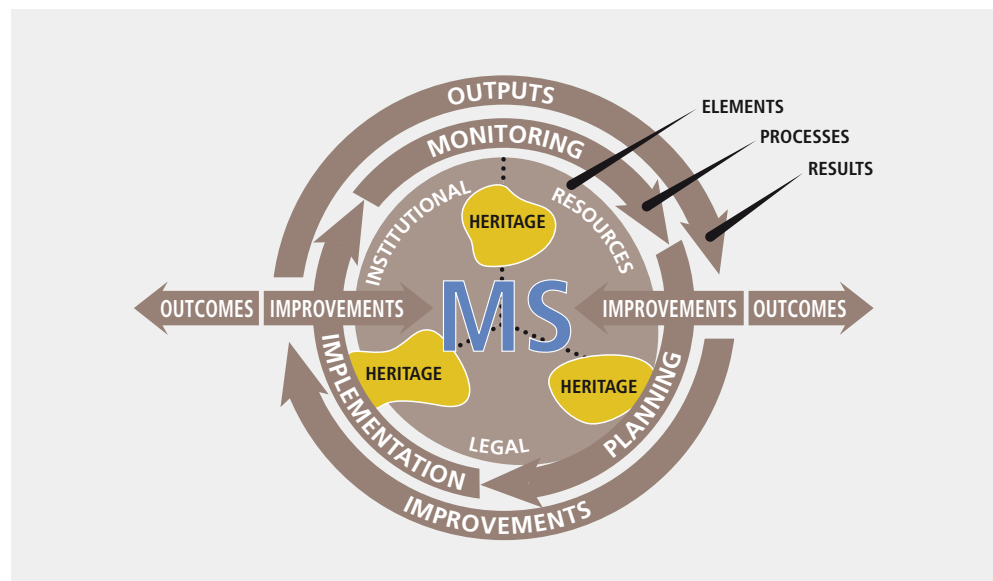 OUTPUTS
ELEMENTS
MONITORING
PROCESSES
RESULTS
INSTITUTIONAL
RESOURCES
HERITAGE
MS
OUTCOMES IMPROVEMENTS
IMPROVEMENTS OUTCOMES
HERITAGE
HERITAGE
IMPLEMENTATION
PLANNING
LEGAL
IMPROVEMENTS